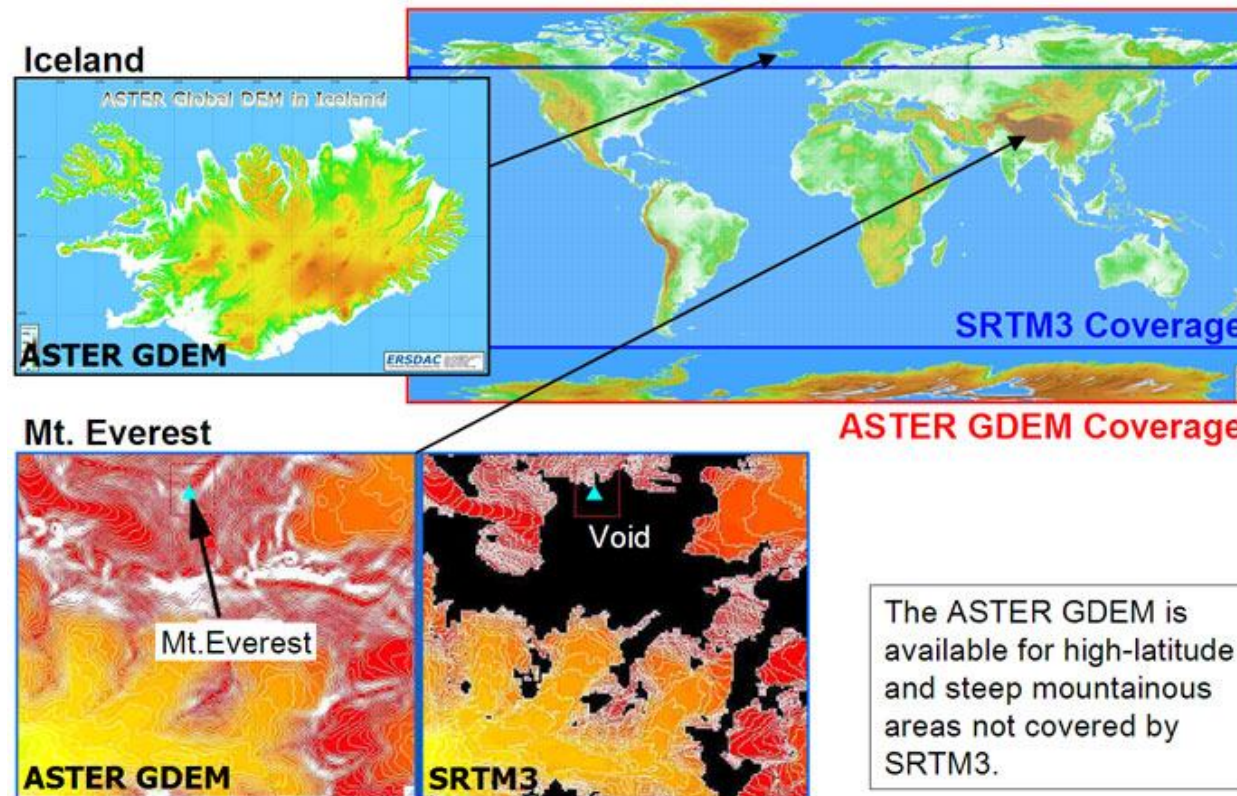 Iceland
ASTER Global DEM in Iceland
ASTER GDEM
ERSDAC
SRTM3 Coverage
ASTER GDEM Coverage
Mt. Everest
Mt.Everest
ASTER GDEM
Void
SRTM3
The ASTER GDEM is
available for high-latitude
and steep mountainous
areas not covered by
SRTM3.